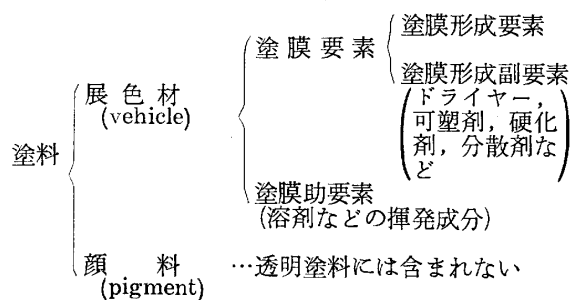 塗膜形成要素
塗膜要素
塗膜形成副要素
展色材
(vehicle)
(ドライヤー,
可塑剤,硬化
剤,分散剤な
ど)
塗料
塗膜助要素
(溶剤などの揮発成分)
顔料 …透明塗料には含まれない
(pigment)